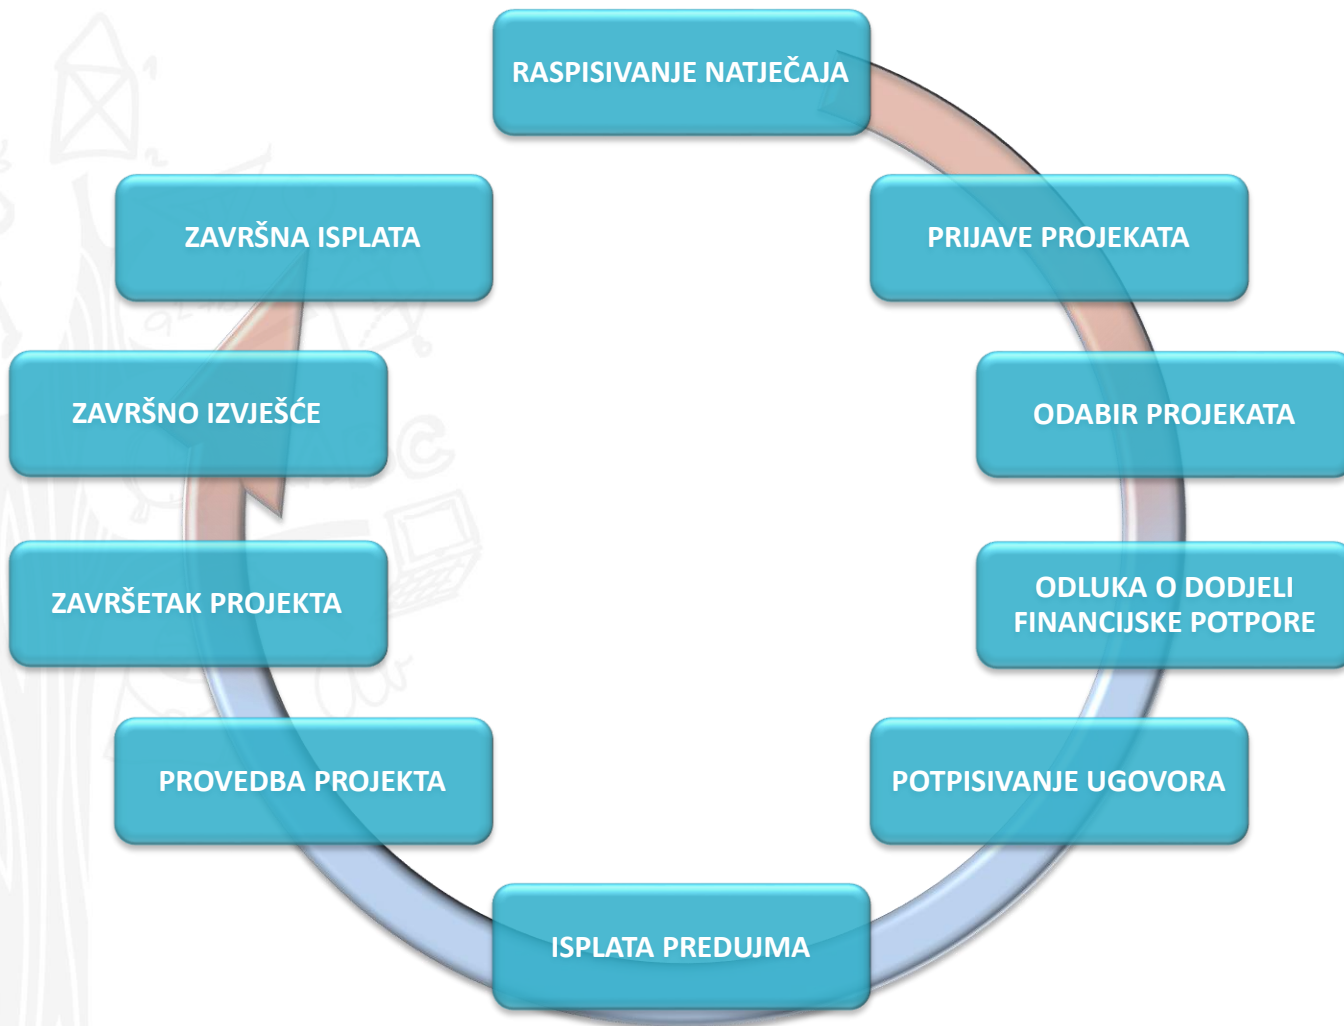 RASPISIVANJE NATJEČAJA
PRIJAVE PROJEKATA
ODABIR PROJEKATA
ODLUKA O DODJELI
FINANCIJSKE POTPORE
POTPISIVANJE UGOVORA
ISPLATA PREDUJMA
PROVEDBA PROJEKTA
ZAVRŠETAK PROJEKTA
ZAVRŠNO IZVJEŠĆE
ZAVRŠNA ISPLATA